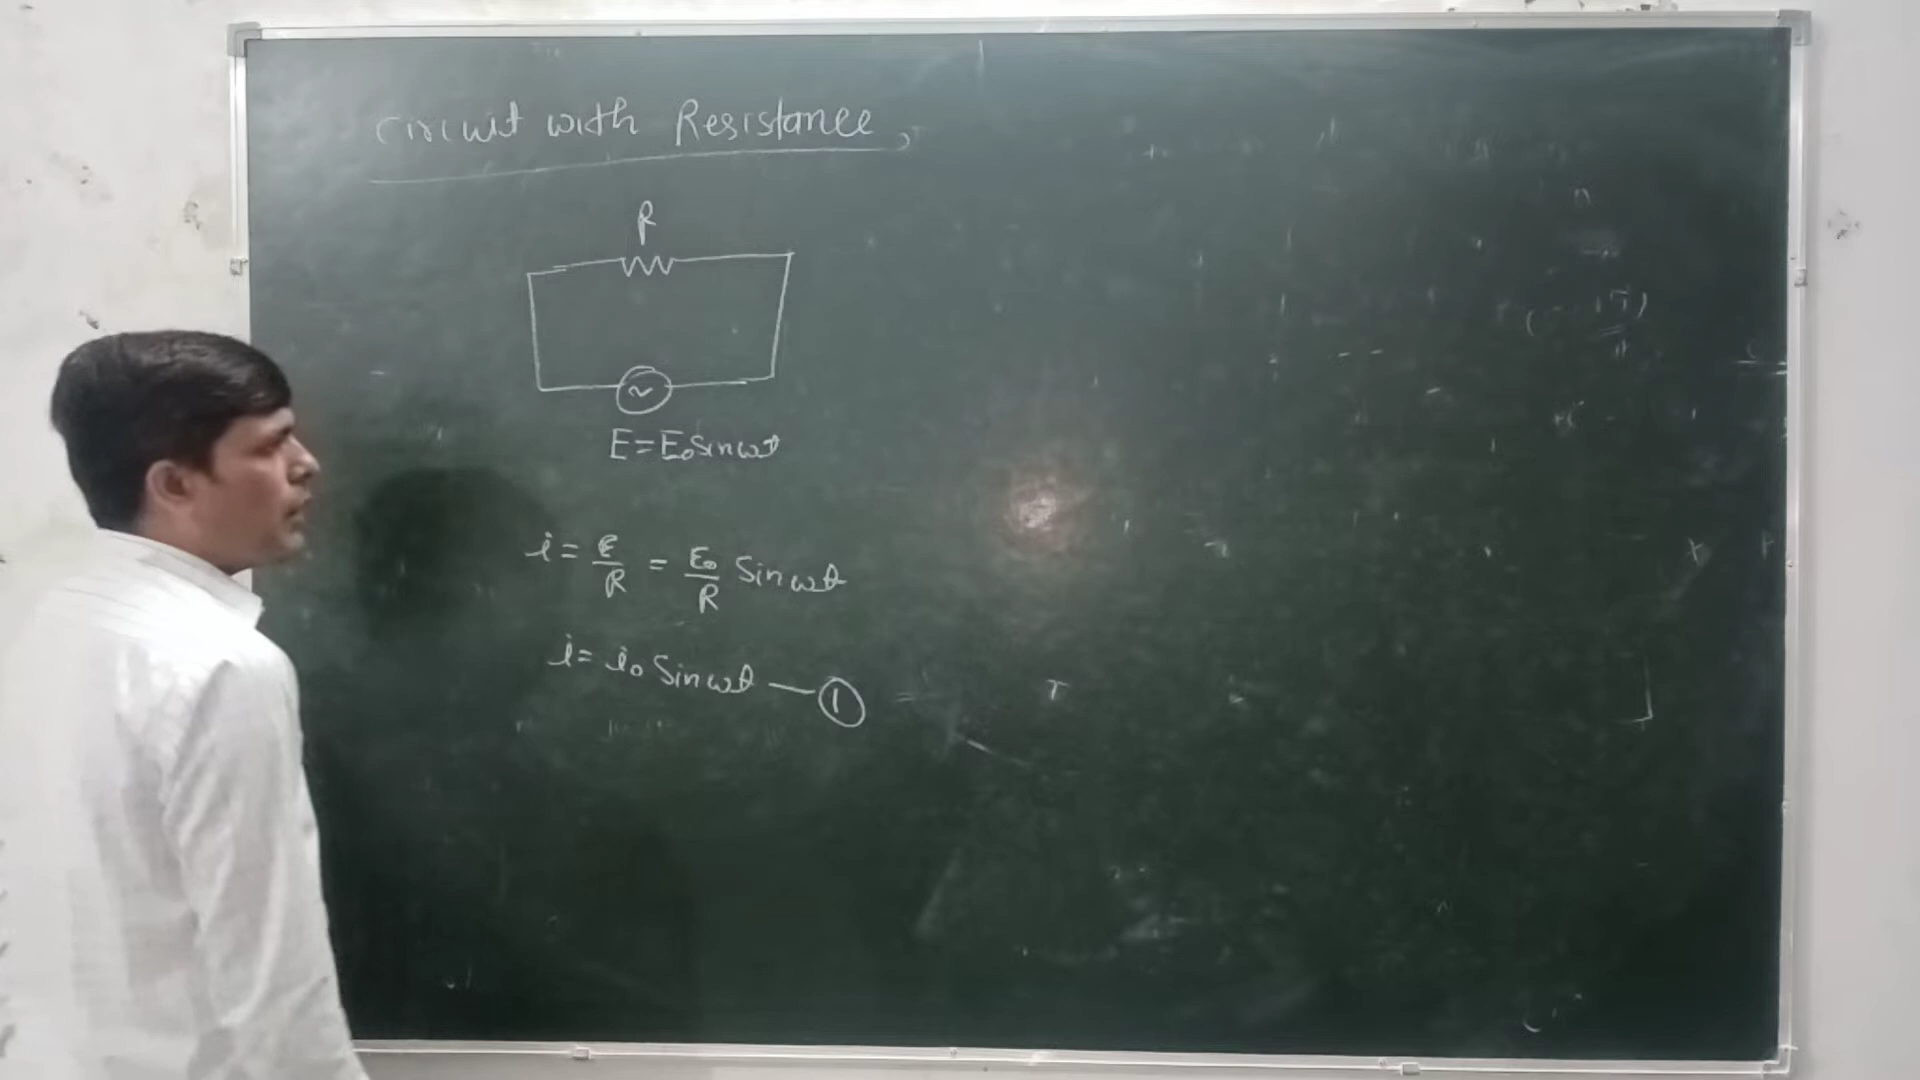 Circuit with Resistance,
R
~
E=E₀sinωt
i = E/R = E₀/R Sinωt
i = i₀ Sinωt — ①